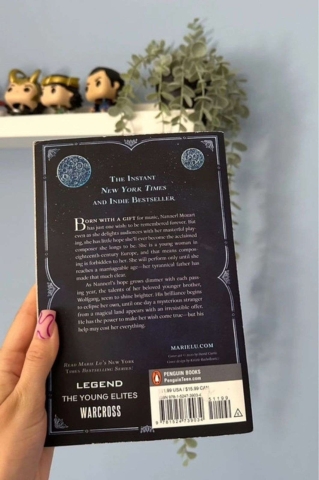 THE INSTANT
NEW YORK TIMES
AND INDIE BESTSELLER
BORN WITH A GIFT for music, Nannerl Mozart
has just one wish—to be remembered forever. But
even as she delights audiences with her masterful play-
ing, she has little hope she'll ever become the acclaimed
composer she longs to be. She is a young woman in
eighteenth century Europe, and that means compos-
ing is forbidden to her. She will perform only until she
reaches a marriageable age—her tyrannical father has
made that much clear.
As Nannerl's hope grows dimmer with each pass-
ing year, the talents of her beloved younger brother,
Wolfgang, seem to shine brighter. His brilliance begins
to eclipse her own, until one day a mysterious stranger
from a magical land appears with an irresistible offer.
He has the power to make her wish come true—but his
help may cost her everything.
MARIELU.COM
READ MARIE LU'S NEW YORK
TIMES BESTSELLING SERIES
LEGEND
THE YOUNG ELITES
WARCROSS
PENGUIN BOOKS
PenguinTeen.com